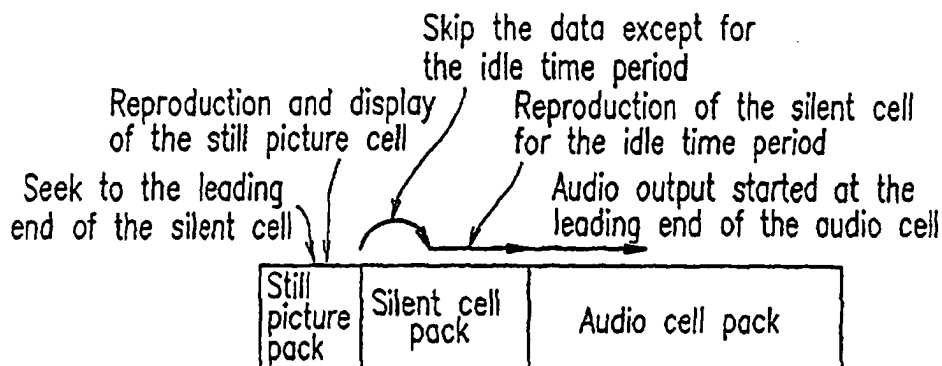 Skip the data except for
the idle time period
Reproduction and display
of the still picture cell
Reproduction of the silent cell
for the idle time period
Seek to the leading
end of the silent cell
Audio output started at the
leading end of the audio cell
Still
picture
pack
Silent cell
pack
Audio cell pack